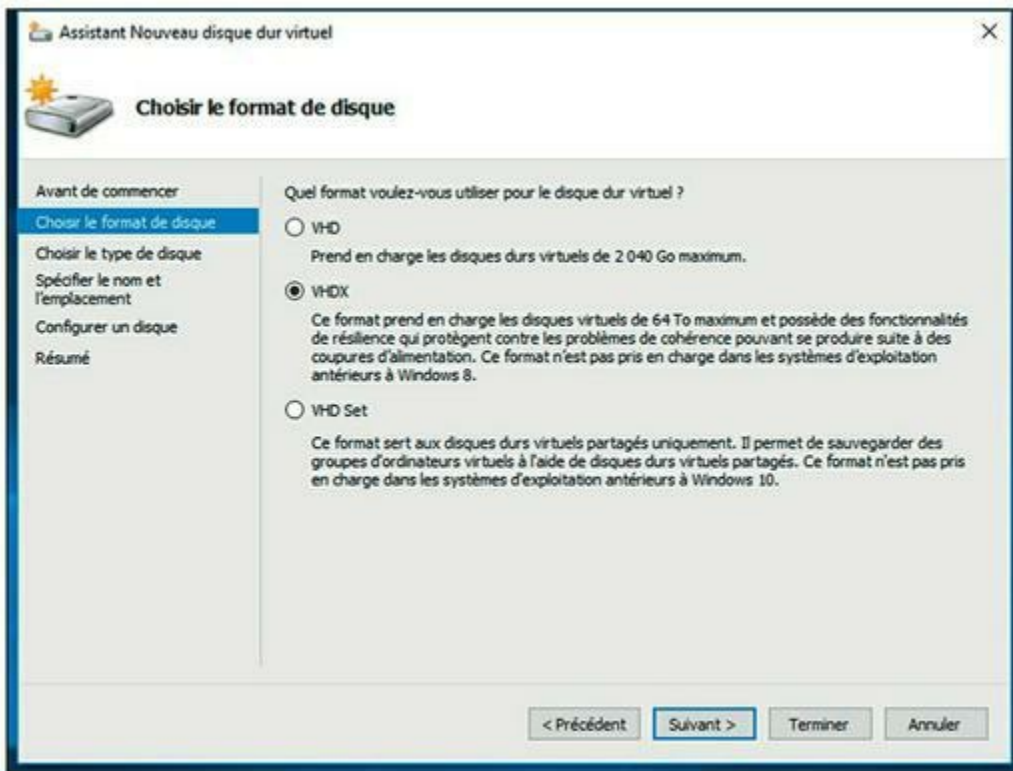 Assistant Nouveau disque dur virtuel
Choisir le format de disque
Avant de commencer
Choisir le format de disque
Choisir le type de disque
Spécifier le nom et
l'emplacement
Configurer un disque
Résumé
Quel format voulez-vous utiliser pour le disque dur virtuel ?
VHD
Prend en charge les disques durs virtuels de 2 040 Go maximum.
VHDX
Ce format prend en charge les disques virtuels de 64 To maximum et possède des fonctionnalités
de résilience qui protègent contre les problèmes de cohérence pouvant se produire suite à des
coupures d'alimentation. Ce format n'est pas pris en charge dans les systèmes d'exploitation
antérieurs à Windows 8.
VHD Set
Ce format sert aux disques durs virtuels partagés uniquement. Il permet de sauvegarder des
groupes d'ordinateurs virtuels à l'aide de disques durs virtuels partagés. Ce format n'est pas pris
en charge dans les systèmes d'exploitation antérieurs à Windows 10.
< Précédent
Suivant >
Terminer
Annuler